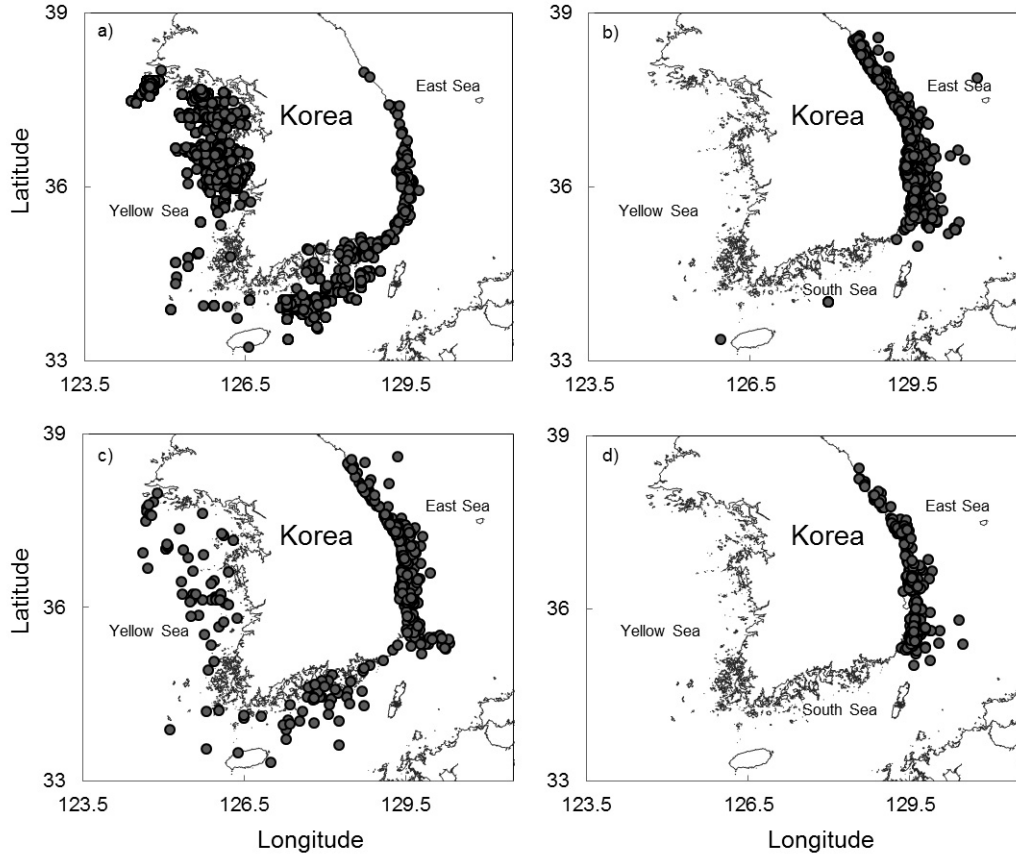 39
a)
East Sea
Korea
Latitude
36
Yellow Sea
33
123.5
126.5
129.5
39
b)
East Sea
Korea
36
Yellow Sea
South Sea
33
123.5
126.5
129.5
39
c)
East Sea
Korea
Latitude
36
Yellow Sea
33
123.5
126.5
129.5
Longitude
39
d)
East Sea
Korea
36
Yellow Sea
South Sea
33
123.5
126.5
129.5
Longitude